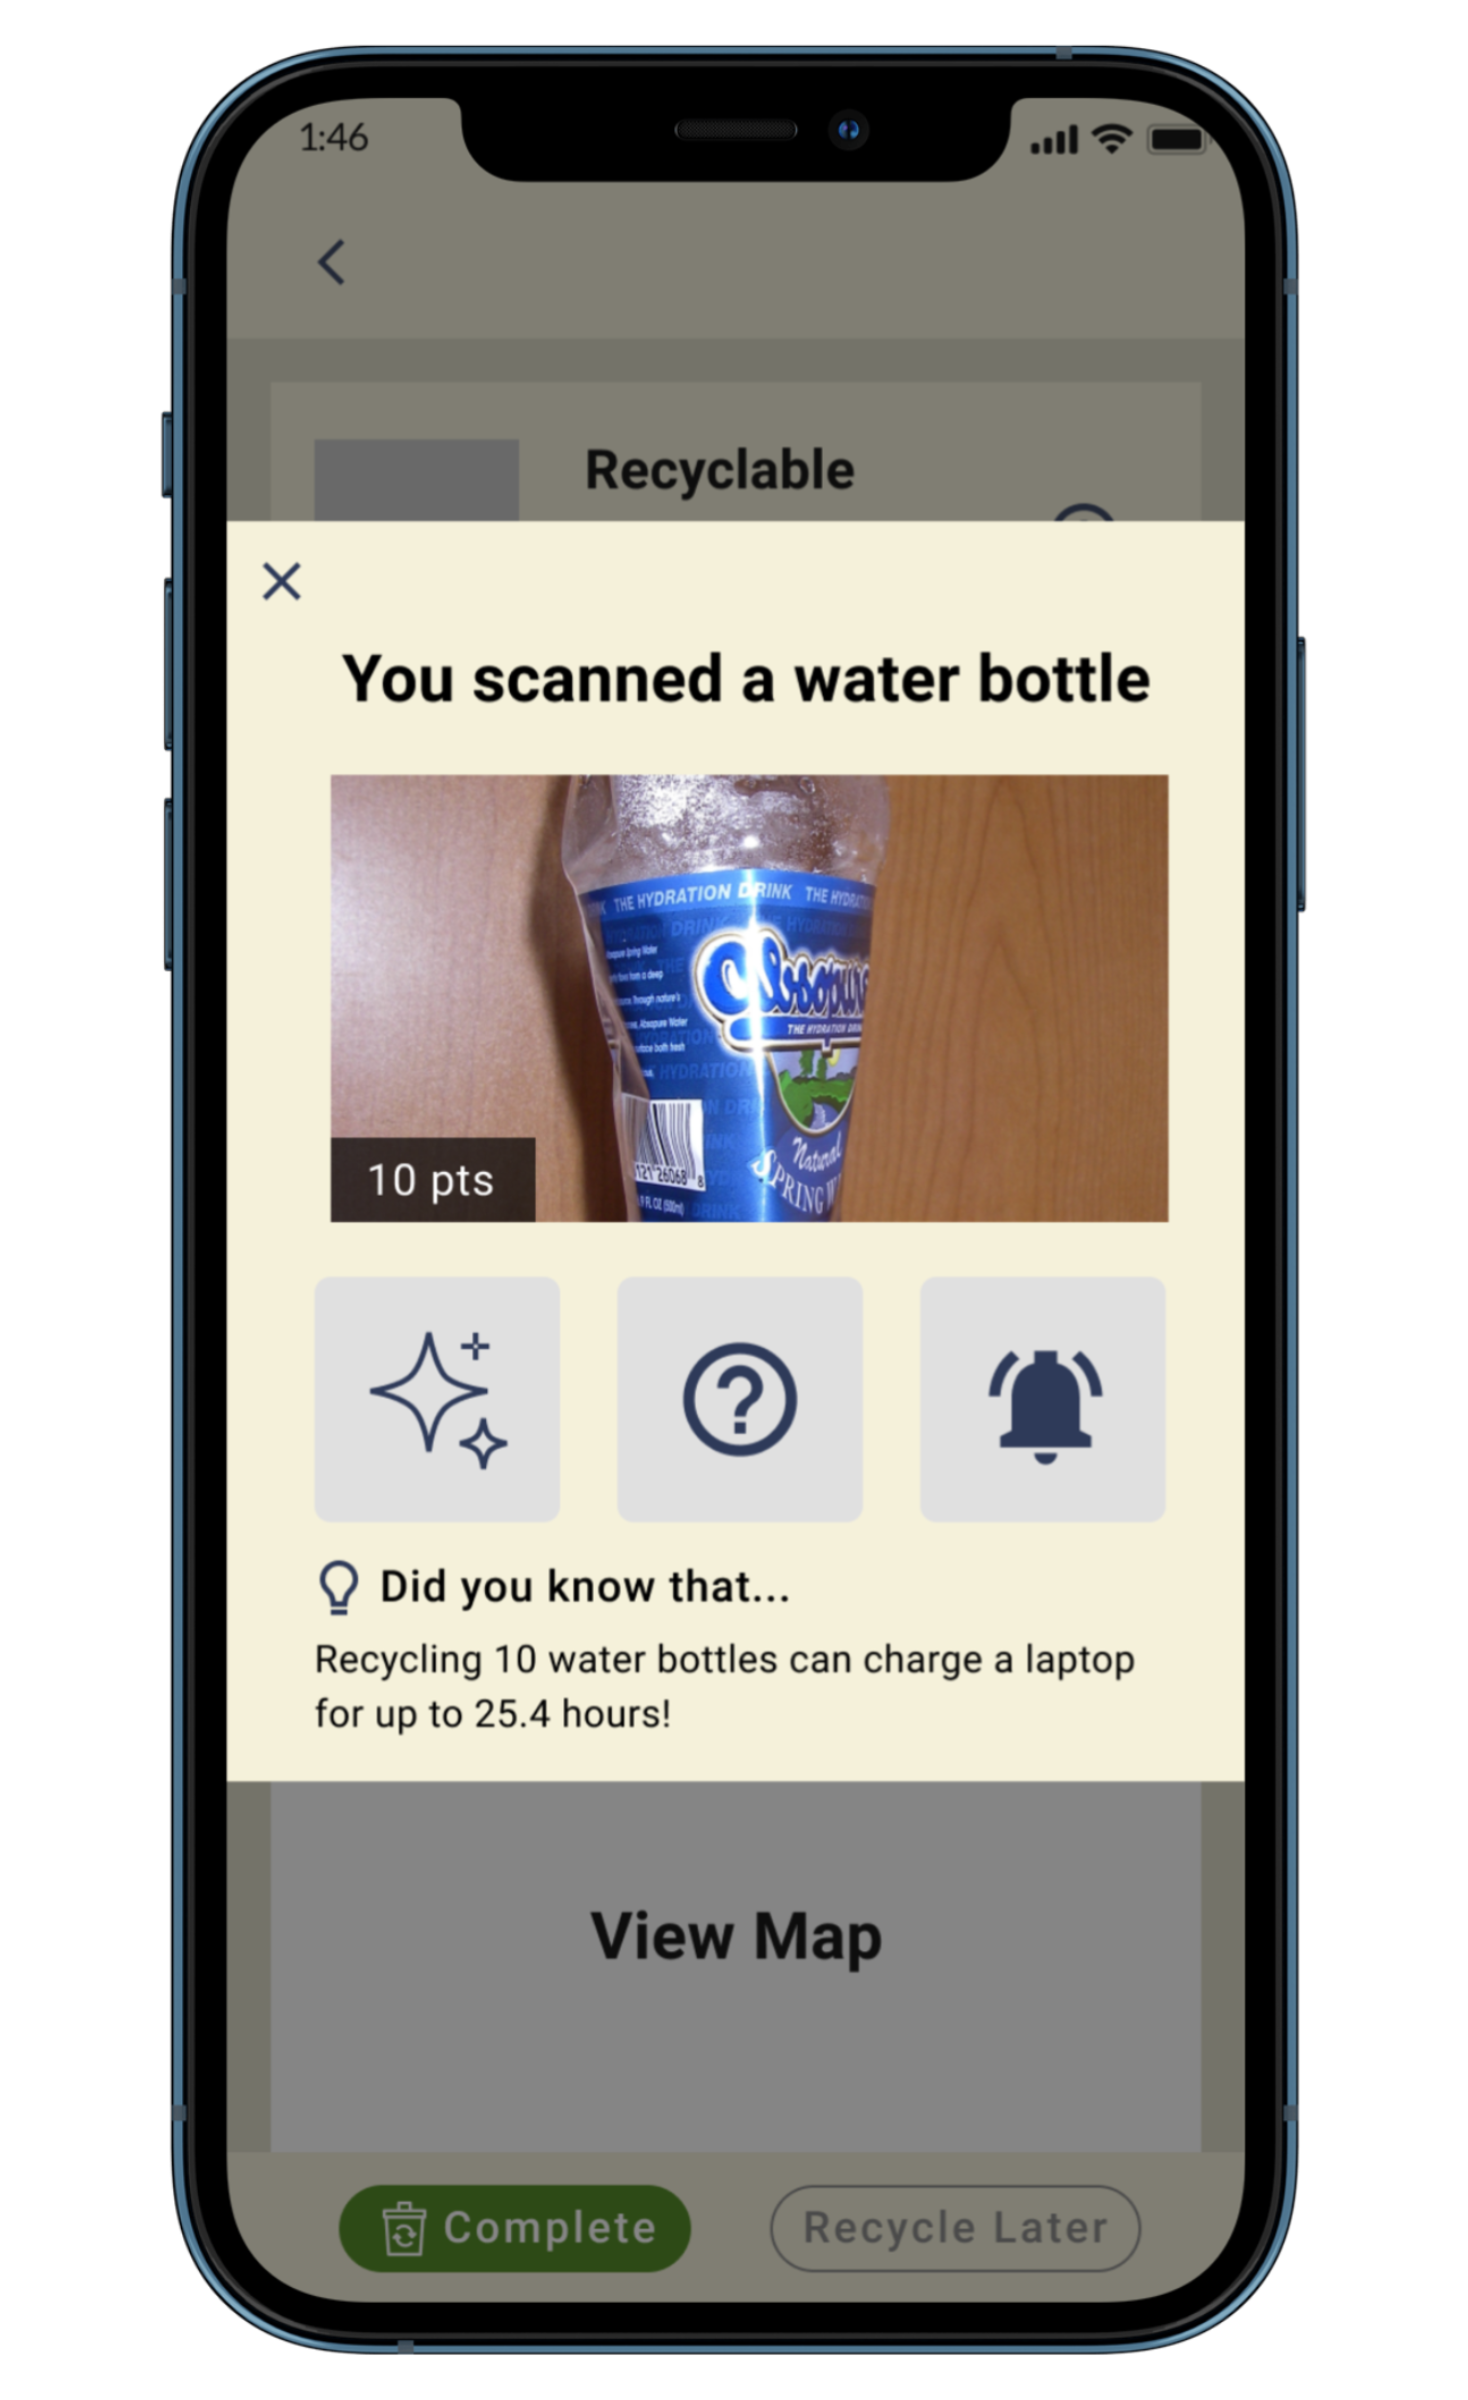 1:46
Recyclable
You scanned a water bottle
THE HYDRATION DRINK THE
Absopure
THE HYDRATION
Natural
SPRING
10 pts
Did you know that...
Recycling 10 water bottles can charge a laptop
for up to 25.4 hours!
View Map
Complete
Recycle Later